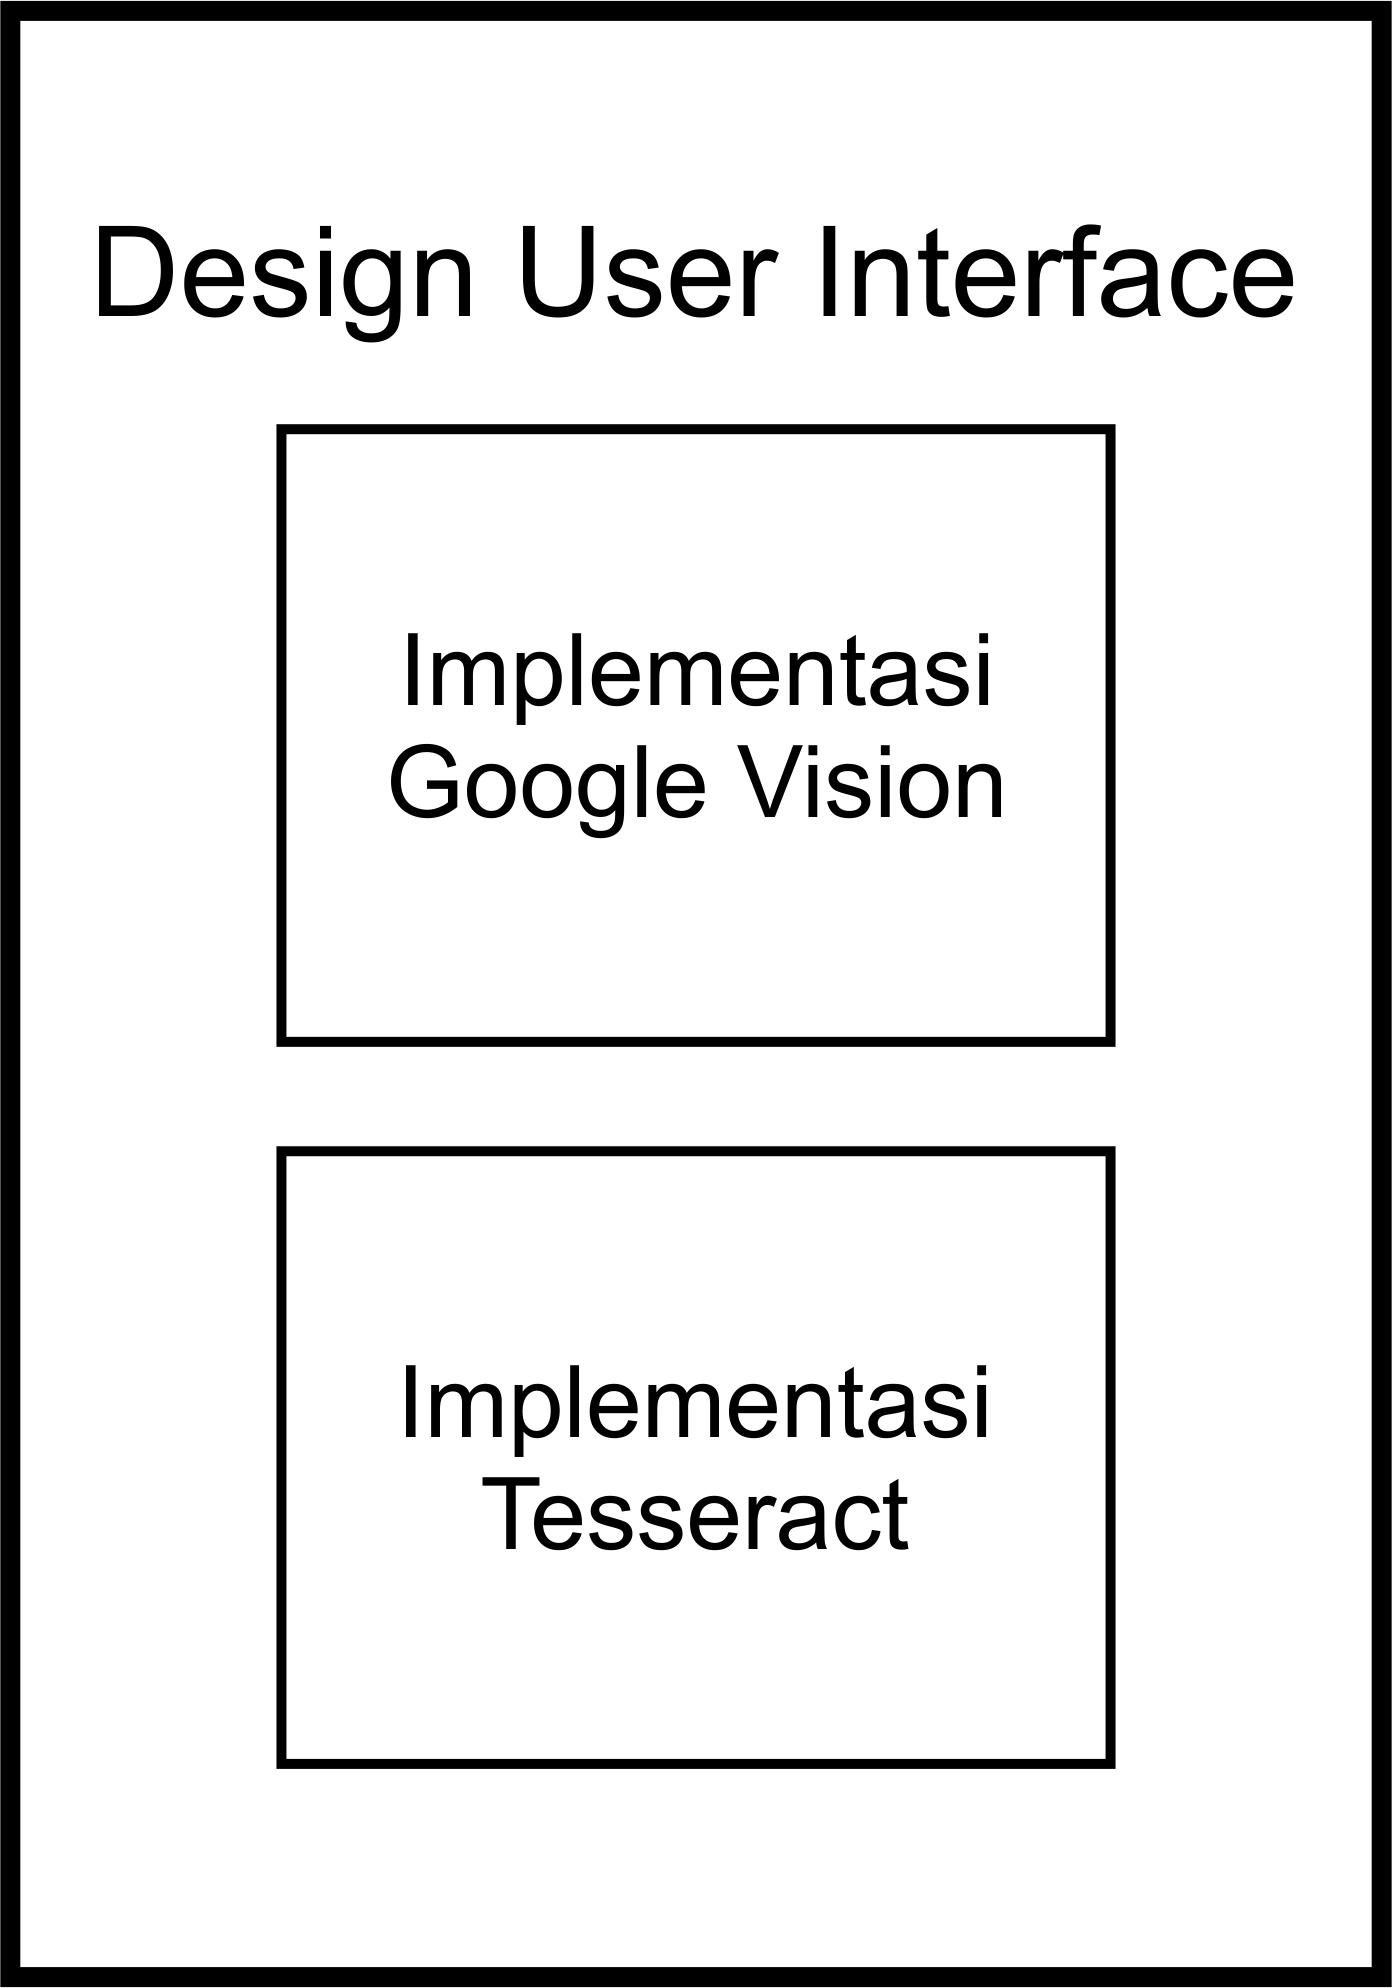 Design User Interface
Implementasi
Google Vision
Implementasi
Tesseract